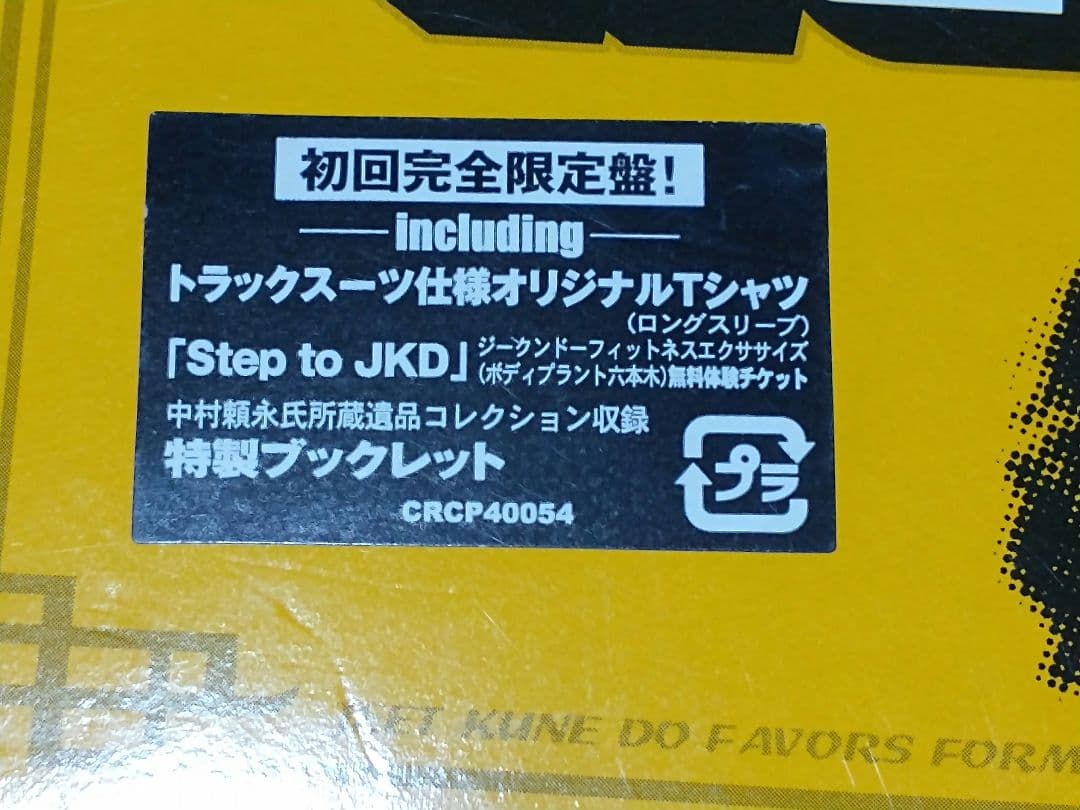 初回完全限定盤!
including
トラックスーツ仕様オリジナルTシャツ
(ロングスリーブ)
「Step to JKD」ジークンドーフィットネスエクササイズ
(ボディプラント六本木)無料体験チケット
中村頼永氏所蔵遺品コレクション収録
特製ブックレット
プラ
CRCP40054
KUNE DO FAVORS FORM